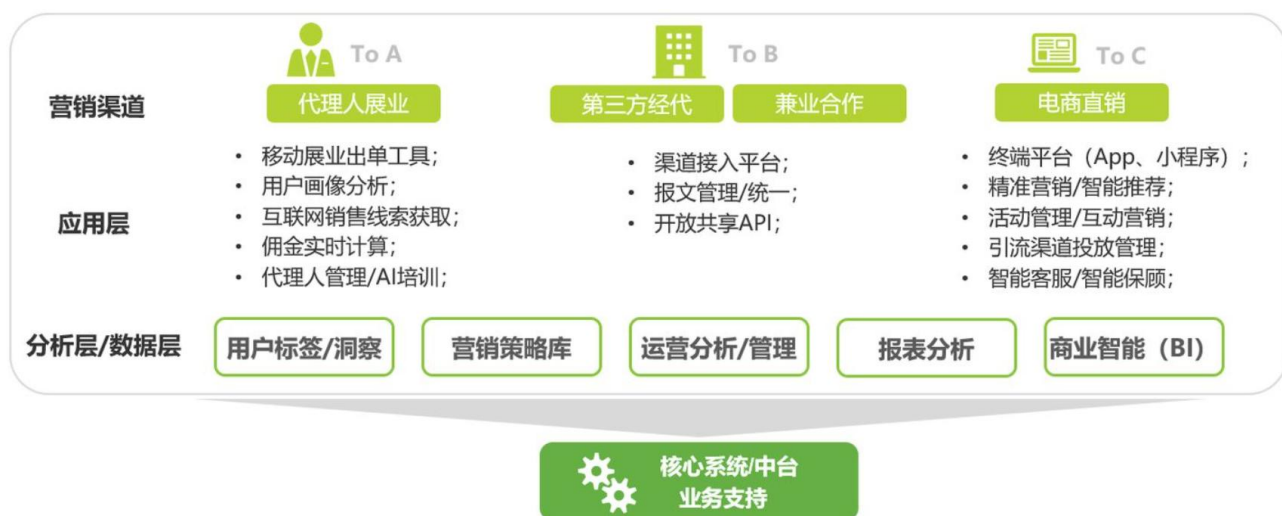 To A
To B
To C
营销渠道
代理人展业
第三方经代
兼业合作
电商直销
应用层
• 移动展业出单工具；
• 用户画像分析；
• 互联网销售线索获取；
• 佣金实时计算；
• 代理人管理/AI培训；
• 渠道接入平台；
• 报文管理/统一；
• 开放共享API；
• 终端平台（App、小程序）；
• 精准营销/智能推荐；
• 活动管理/互动营销；
• 引流渠道投放管理；
• 智能客服/智能保顾；
分析层/数据层
用户标签/洞察
营销策略库
运营分析/管理
报表分析
商业智能（BI）
核心系统/中台
业务支持